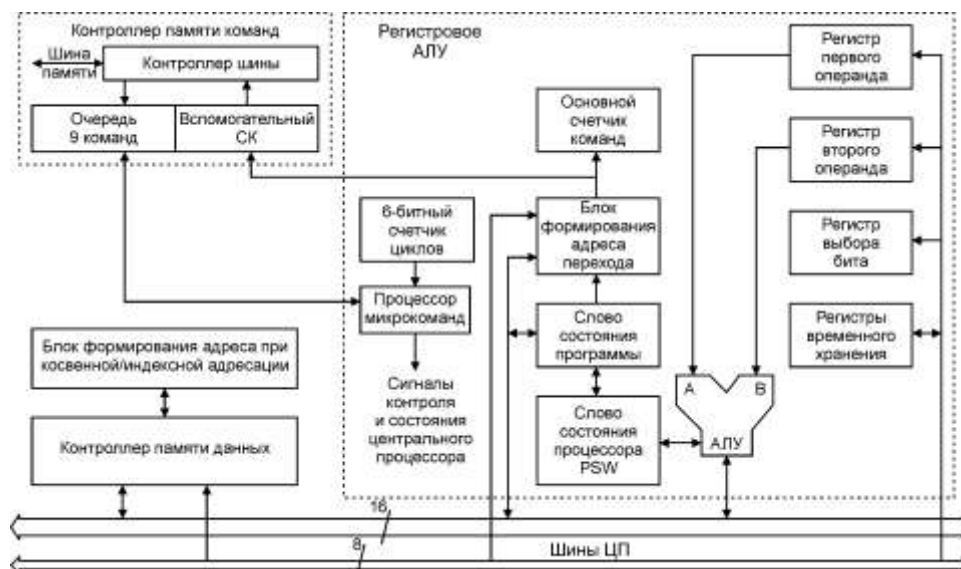 Контроллер памяти команд
Шина
памяти
Контроллер шины
Очередь
9 команд
Вспомогательный
СК
Регистровое
АЛУ
Основной
счетчик
команд
Регистр
первого
операнда
Регистр
второго
операнда
6-битный
счетчик
циклов
Блок
формирования
адреса
перехода
Регистр
выбора
бита
Процессор
микрокоманд
Слово
состояния
программы
Регистры
временного
хранения
Блок формирования адреса при
косвенной/индексной адресации
Сигналы
контроля
и состояния
центрального
процессора
Слово
состояния
процессора
PSW
A
B
АЛУ
Контроллер памяти данных
16
8
Шины ЦП